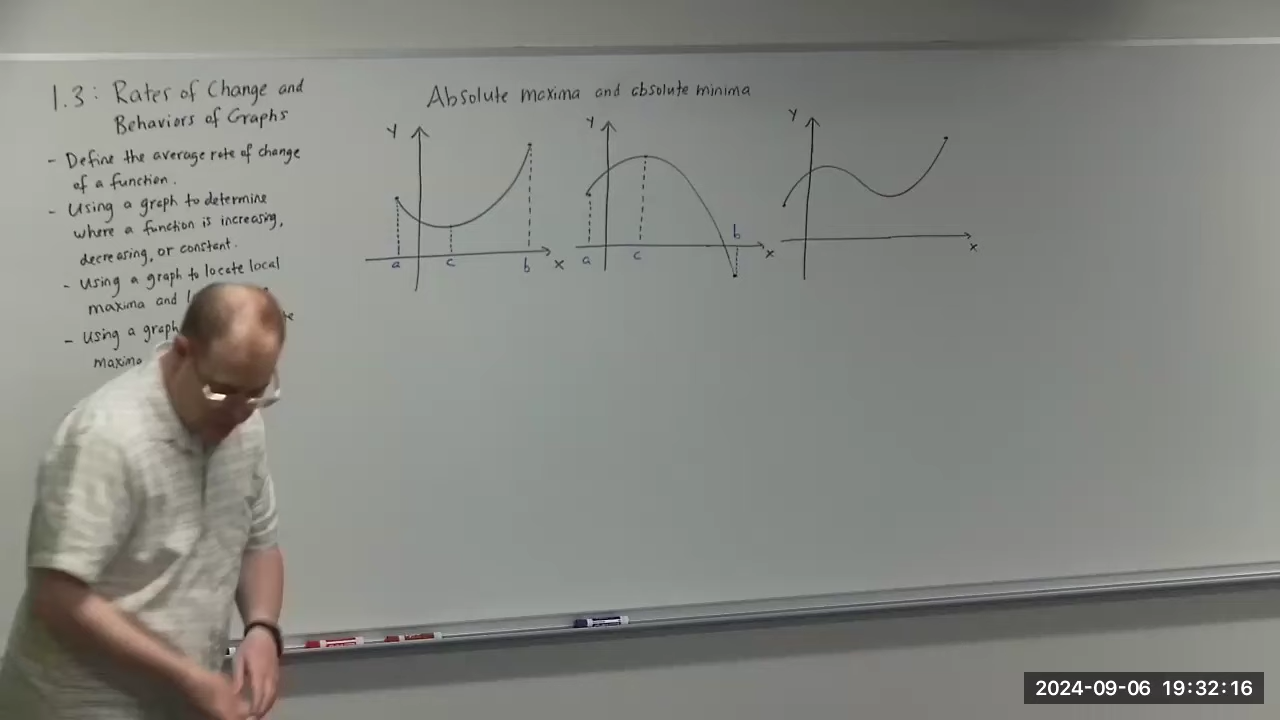 1.3: Rates of Change and
Behaviors of Graphs
- Define the average rate of change
of a function.
- Using a graph to determine
where a function is increasing,
decreasing, or constant.
- Using a graph to locate local
maxima and
- Using a graph
maxima
Absolute maxima and absolute minima
y
a
c
b
x
y
a
c
b
x
y
x
2024-09-06 19:32:16